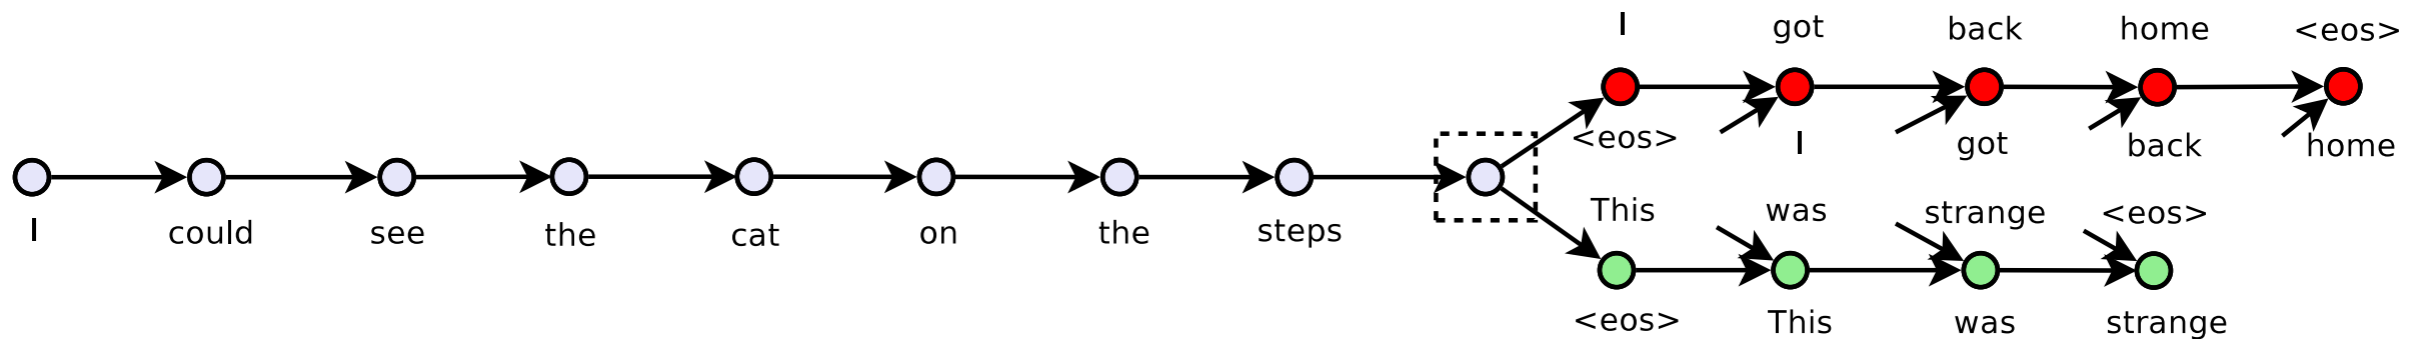 I got back home <eos>
<eos> I got back home
I could see the cat on the steps
This was strange <eos>
<eos> This was strange